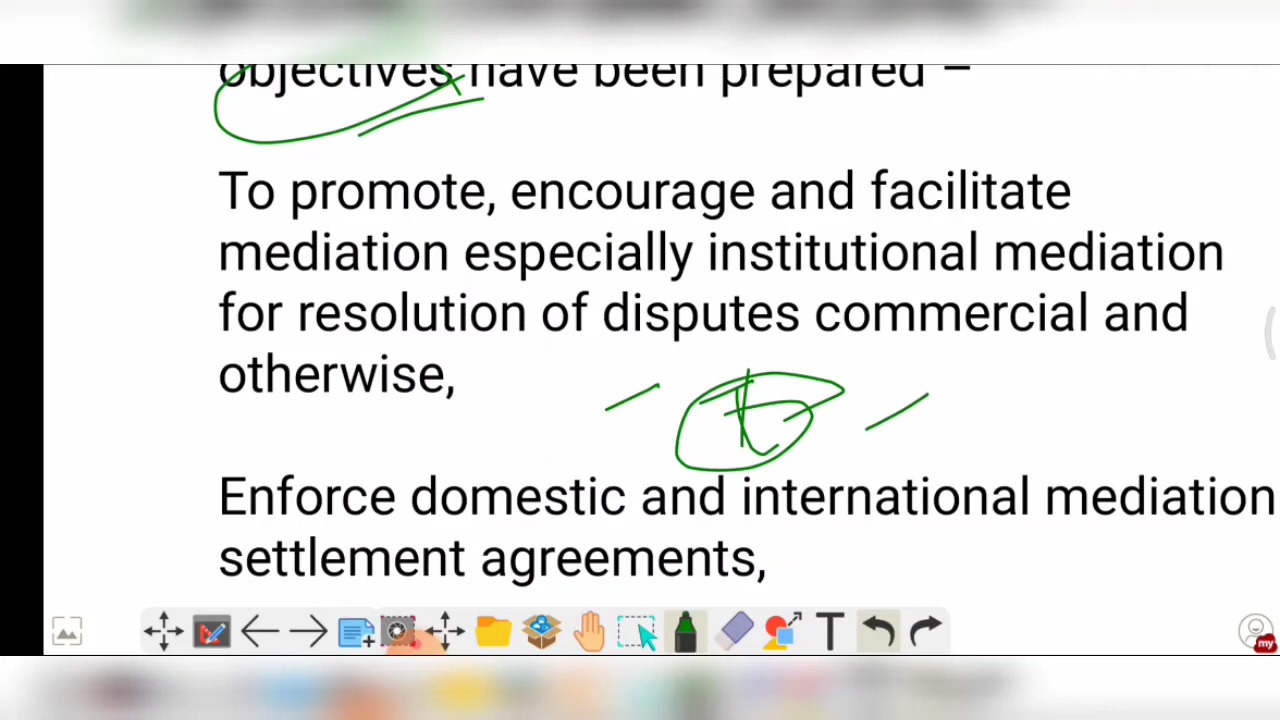 objectives have been prepared –
To promote, encourage and facilitate
mediation especially institutional mediation
for resolution of disputes commercial and
otherwise,
Enforce domestic and international mediation
settlement agreements,
T
my